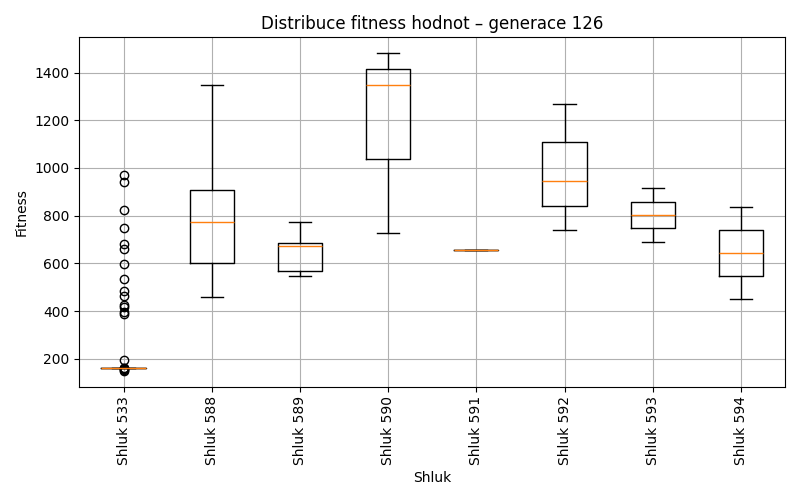 Distribuce fitness hodnot – generace 126
Fitness
1400
1200
1000
800
600
400
200
Shluk 533
Shluk 588
Shluk 589
Shluk 590
Shluk 591
Shluk 592
Shluk 593
Shluk 594
Shluk